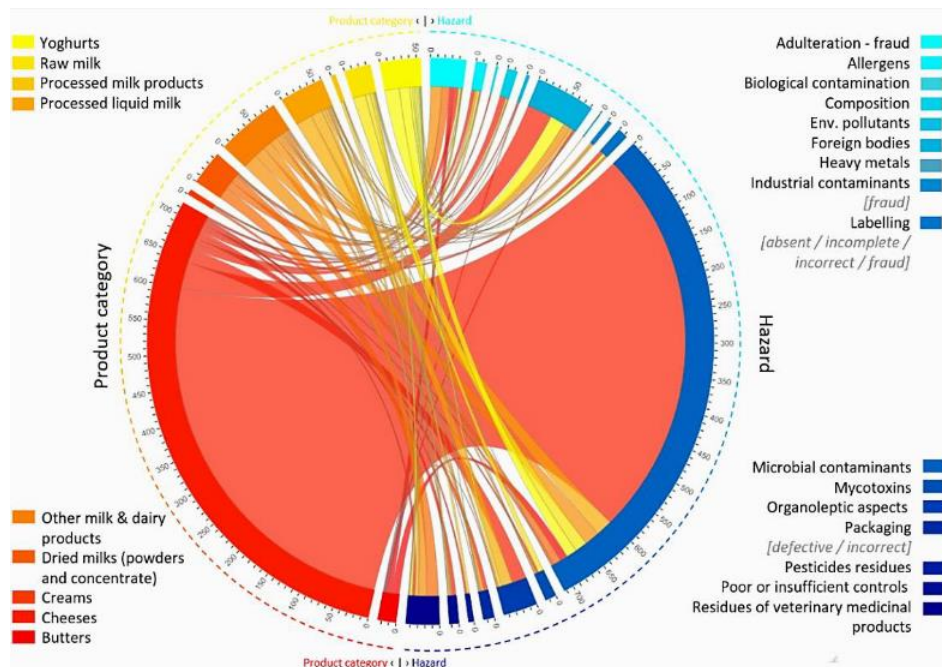 Product category ‹ | › Hazard
Yoghurts
Raw milk
Processed milk products
Processed liquid milk
Adulteration - fraud
Allergens
Biological contamination
Composition
Env. pollutants
Foreign bodies
Heavy metals
Industrial contaminants
[fraud]
Labelling
[absent / incomplete /
incorrect / fraud]
Product category
Hazard
Other milk & dairy
products
Dried milks (powders
and concentrate)
Creams
Cheeses
Butters
Microbial contaminants
Mycotoxins
Organoleptic aspects
Packaging
[defective / incorrect]
Pesticides residues
Poor or insufficient controls
Residues of veterinary medicinal
products
Product category ‹ | › Hazard